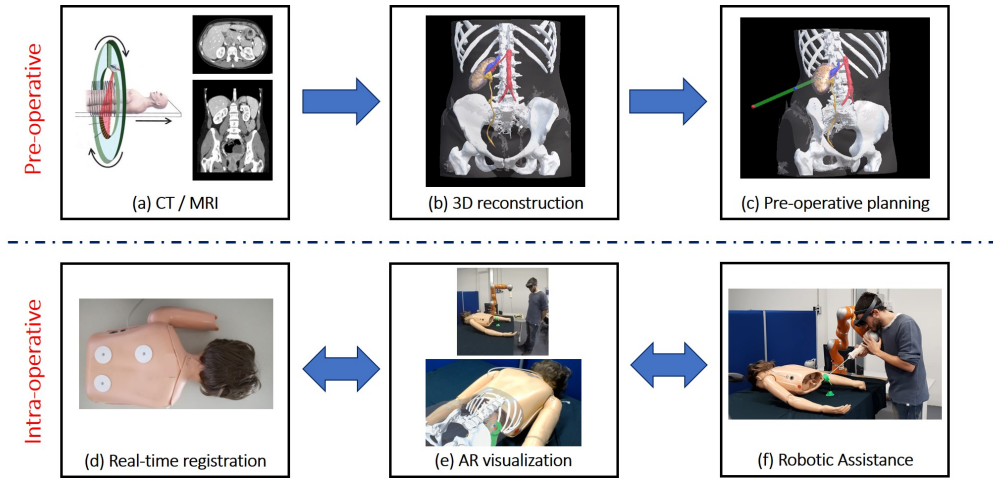 Pre-operative
(a) CT / MRI
(b) 3D reconstruction
(c) Pre-operative planning
Intra-operative
(d) Real-time registration
(e) AR visualization
(f) Robotic Assistance